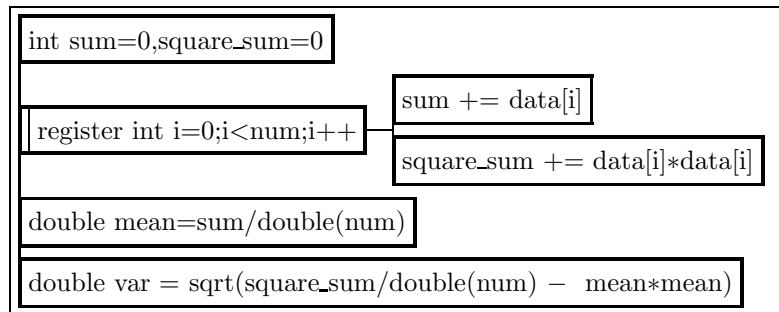 int sum=0,square_sum=0
register int i=0;i<num;i++
sum += data[i]
square_sum += data[i]*data[i]
double mean=sum/double(num)
double var = sqrt(square_sum/double(num) − mean*mean)